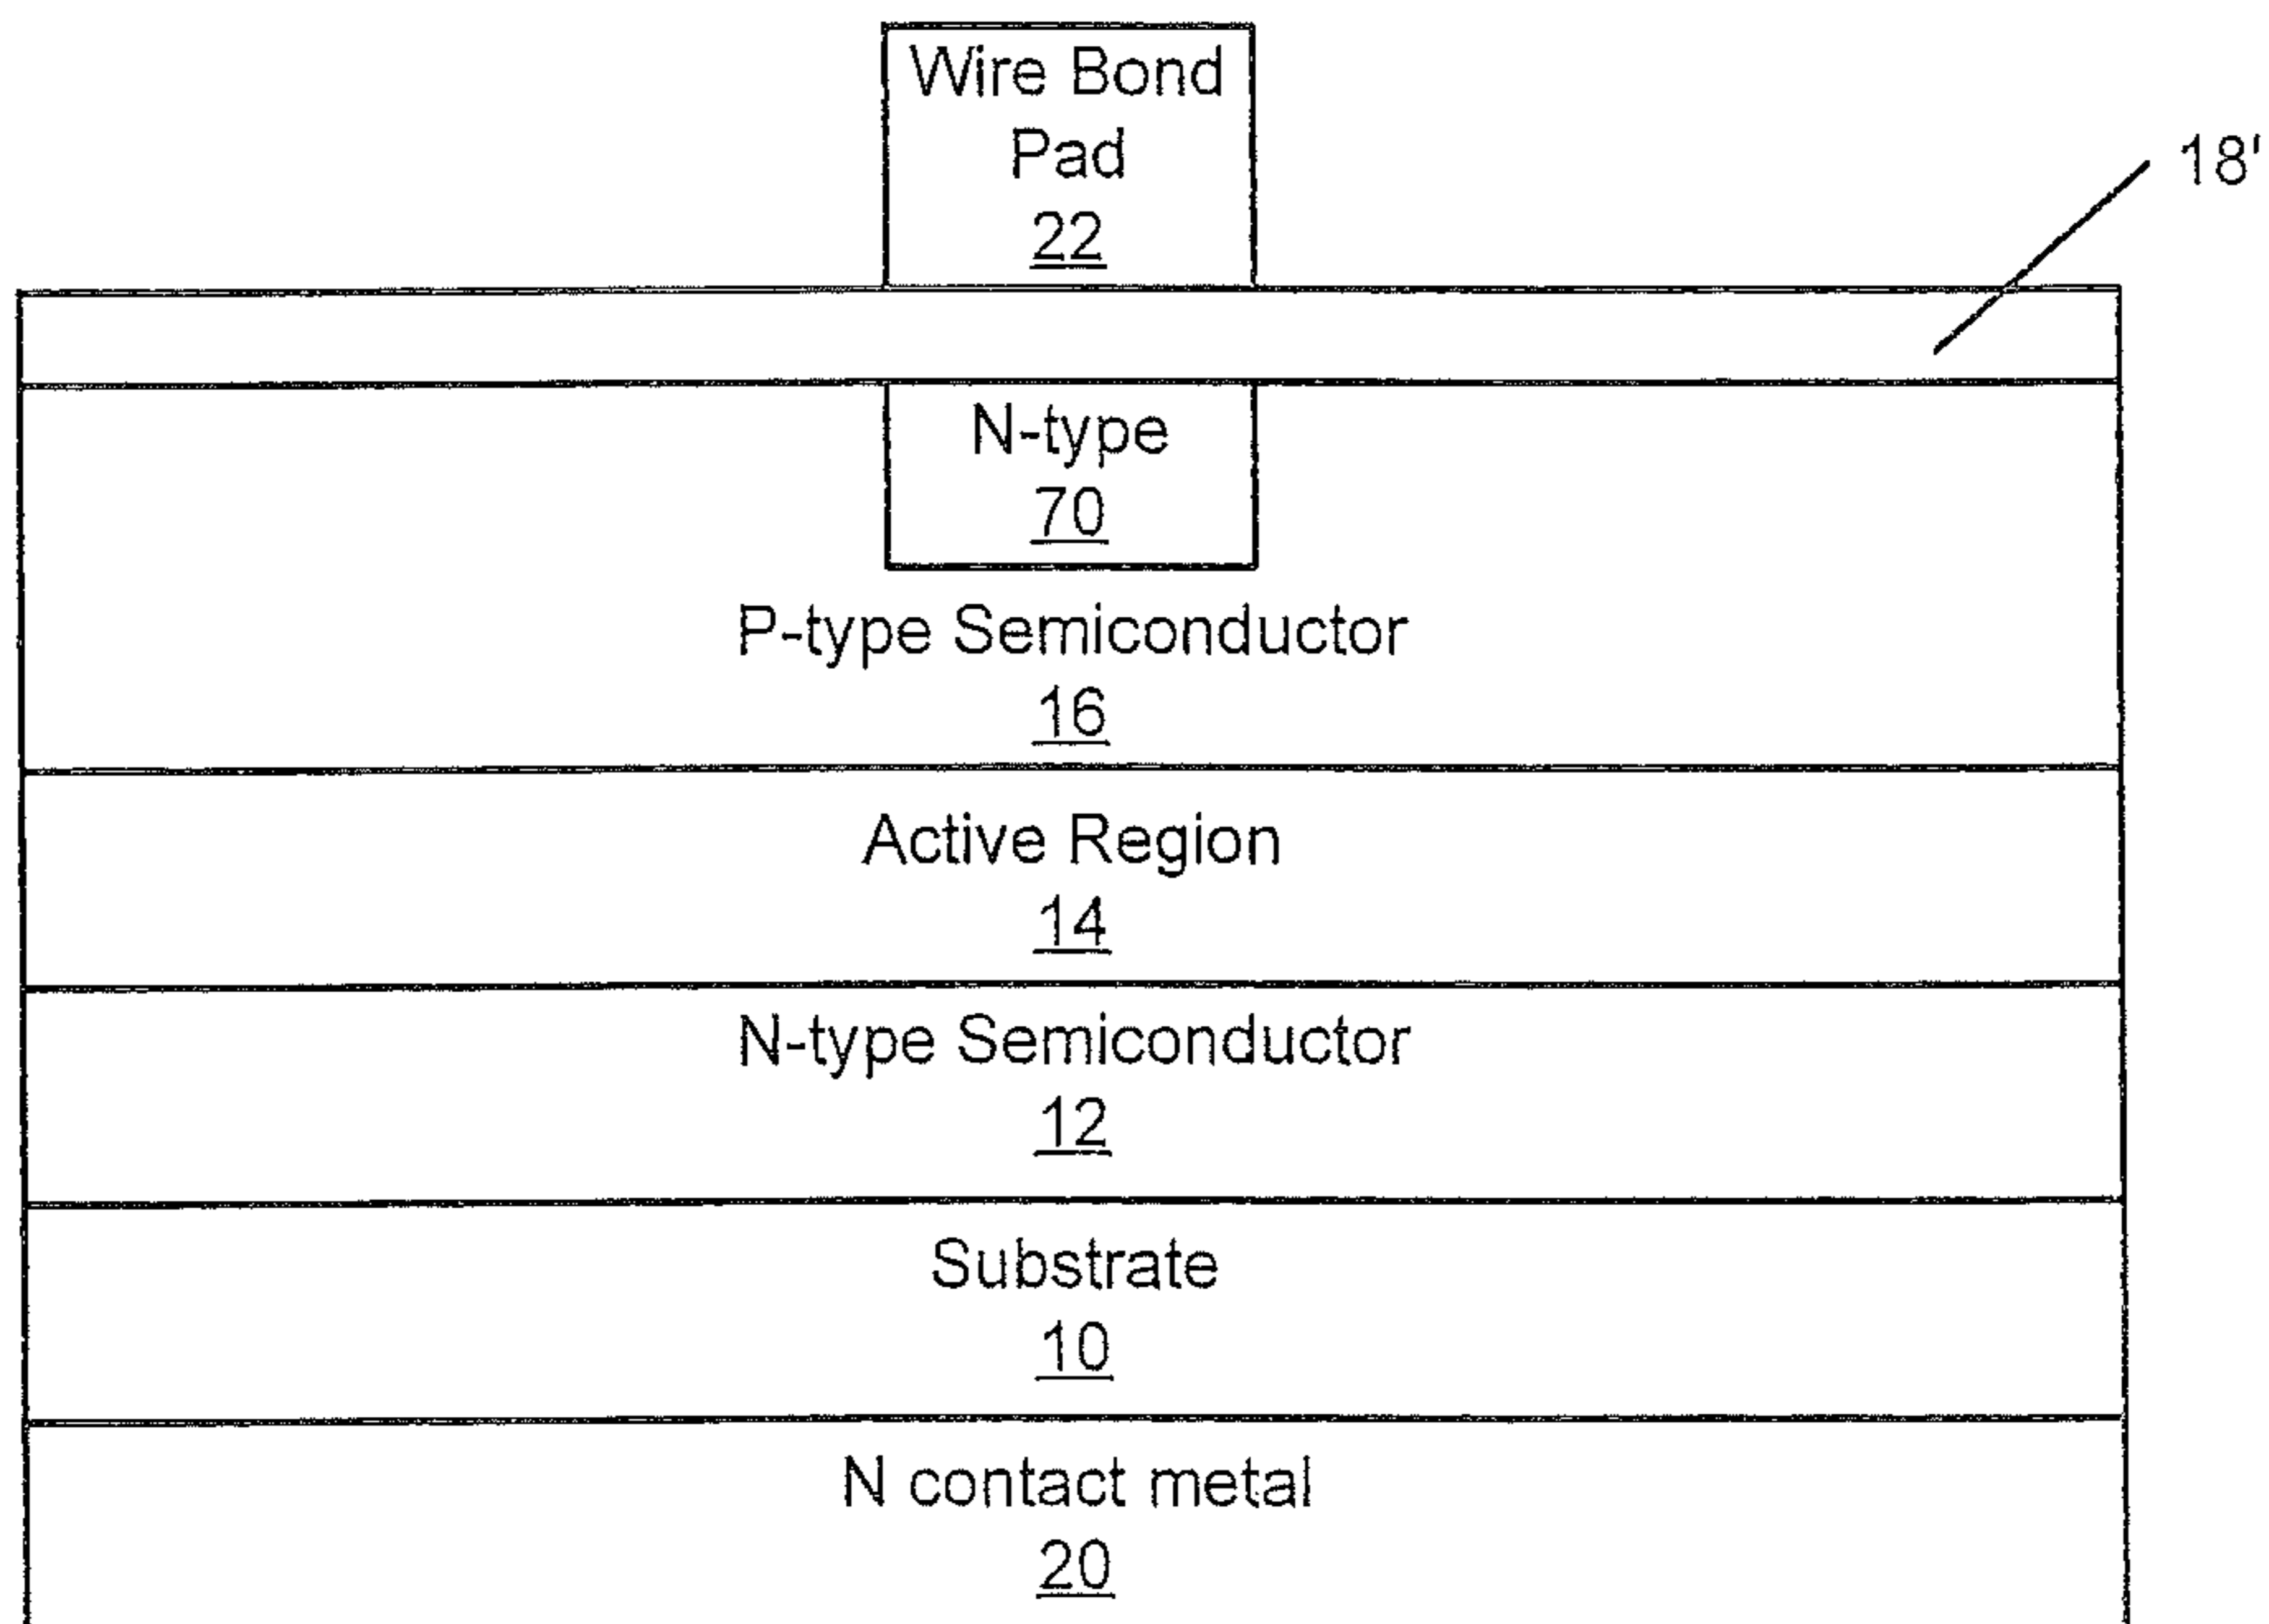 Wire Bond
Pad
22
18'
N-type
70
P-type Semiconductor
16
Active Region
14
N-type Semiconductor
12
Substrate
10
N contact metal
20